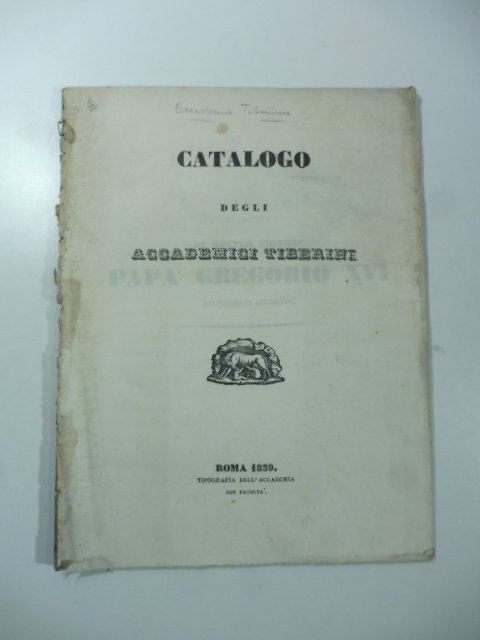 Accademia Tiberina
CATALOGO
DEGLI
ACCADEMICI TIBERINI
PAPA GREGORIO XVI
ROMA 1839.
TIPOGRAFIA DELL'ACCADEMIA
CON FACOLTA'.